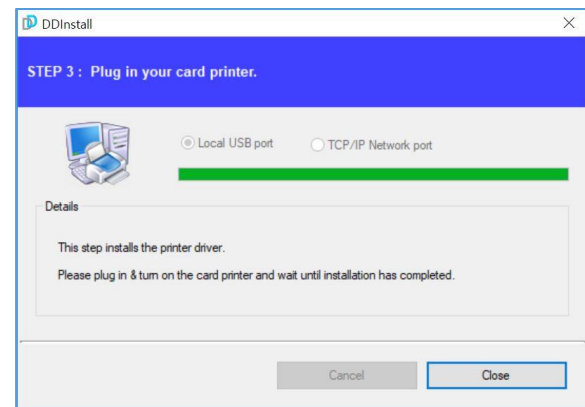 DDInstall
STEP 3 : Plug in your card printer.
Local USB port
TCP/IP Network port
Details
This step installs the printer driver.
Please plug in & turn on the card printer and wait until installation has completed.
Cancel
Close